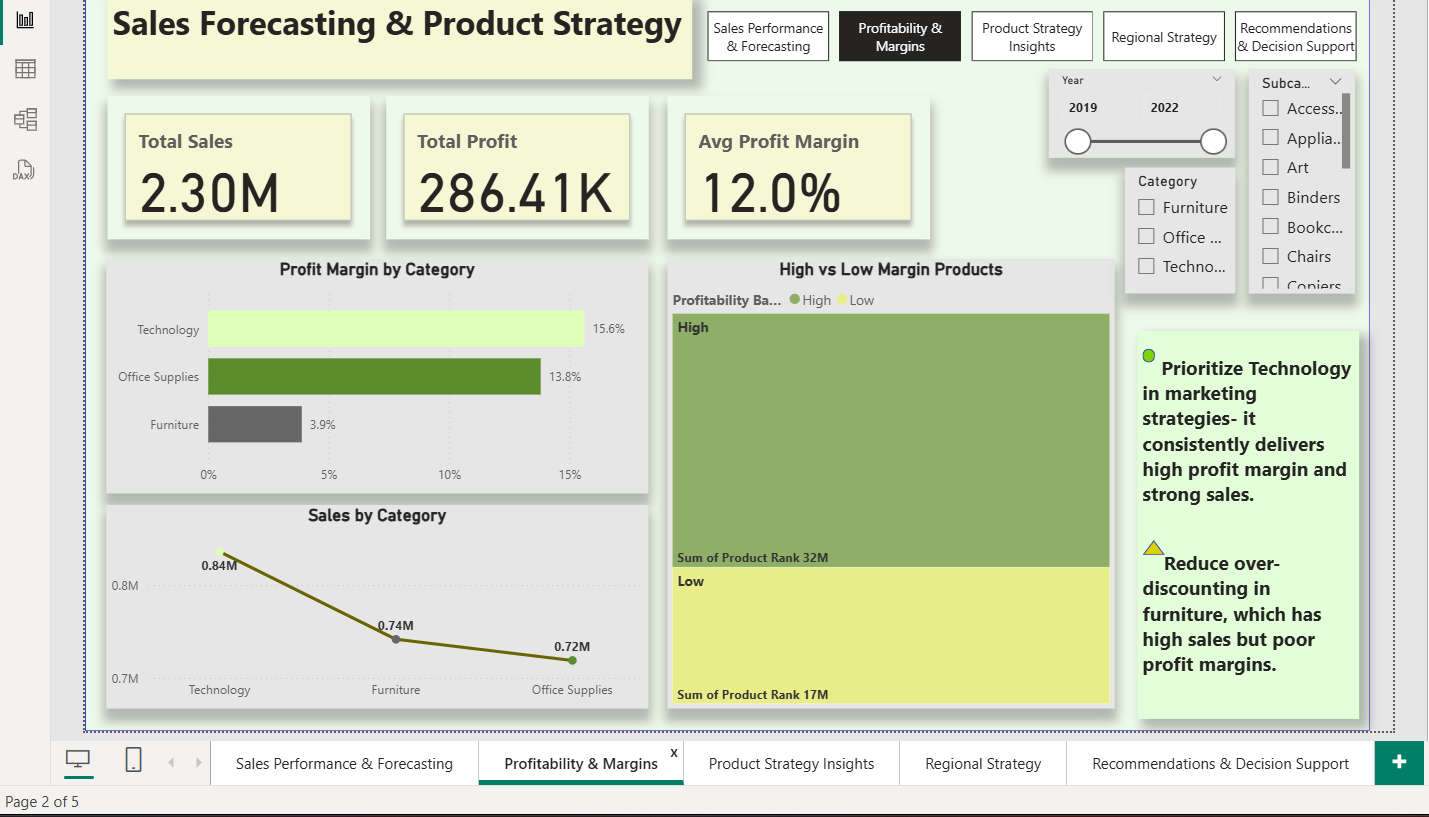 Sales Forecasting & Product Strategy
Sales Performance
& Forecasting
Profitability &
Margins
Product Strategy
Insights
Regional Strategy
Recommendations
& Decision Support
DAX
Year
2019
2022
Subca...
Access...
Applia...
Art
Binders
Bookc...
Chairs
Copiers
Category
Furniture
Office ...
Techno...
Total Sales
2.30M
Total Profit
286.41K
Avg Profit Margin
12.0%
Profit Margin by Category
Technology
15.6%
Office Supplies
13.8%
Furniture
3.9%
0%
5%
10%
15%
Sales by Category
0.84M
0.8M
0.74M
0.72M
0.7M
Technology
Furniture
Office Supplies
High vs Low Margin Products
Profitability Ba...
High
Low
High
Sum of Product Rank 32M
Low
Sum of Product Rank 17M
Prioritize Technology
in marketing
strategies- it
consistently delivers
high profit margin and
strong sales.
Reduce over-
discounting in
furniture, which has
high sales but poor
profit margins.
Sales Performance & Forecasting
Profitability & Margins
x
Product Strategy Insights
Regional Strategy
Recommendations & Decision Support
+
Page 2 of 5